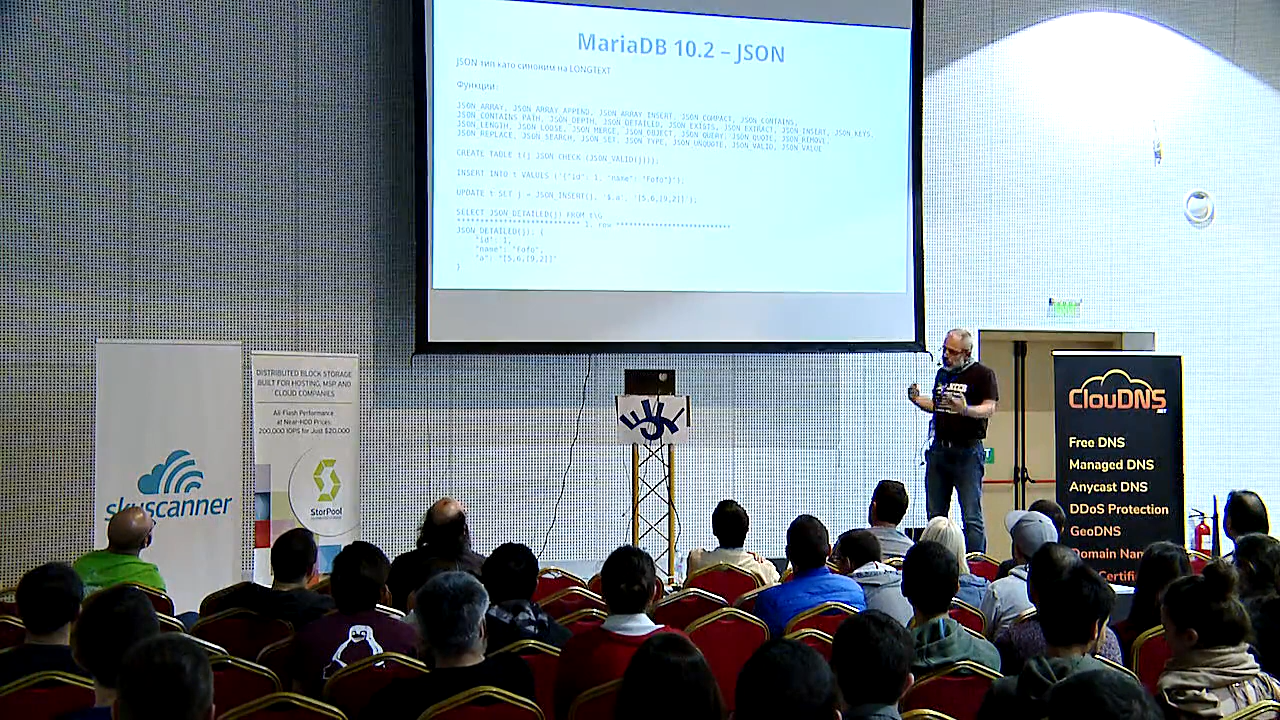 MariaDB 10.2 – JSON
JSON тип като синоним на LONGTEXT
Функции:
JSON_ARRAY, JSON_ARRAY_APPEND, JSON_ARRAY_INSERT, JSON_COMPACT, JSON_CONTAINS,
JSON_CONTAINS_PATH, JSON_DEPTH, JSON_DETAILED, JSON_EXISTS, JSON_EXTRACT, JSON_INSERT, JSON_KEYS,
JSON_LENGTH, JSON_LOOSE, JSON_MERGE, JSON_OBJECT, JSON_QUERY, JSON_QUOTE, JSON_REMOVE,
JSON_REPLACE, JSON_SEARCH, JSON_SET, JSON_TYPE, JSON_UNQUOTE, JSON_VALID, JSON_VALUE
CREATE TABLE t(j JSON CHECK (JSON_VALID(j)));
INSERT INTO t VALUES ('{"id": 1, "name": "Fofo"}');
UPDATE t SET j = JSON_INSERT(j, '$.a', '[5,6,[9,2]]');
SELECT JSON_DETAILED(j) FROM t\G
*************************** 1. row ***************************
JSON_DETAILED(j): {
"id": 1,
"name": "Fofo",
"a": "[5,6,[9,2]]"
}
skyscanner
DISTRIBUTED BLOCK STORAGE
BUILT FOR HOSTING, MSP AND
CLOUD COMPANIES
All-Flash Performance
at Near-HDD Prices:
200,000 IOPS for Just $20,000
StorPool
ClouDNS
.NET
Free DNS
Managed DNS
Anycast DNS
DDoS Protection
GeoDNS
Domain Nam